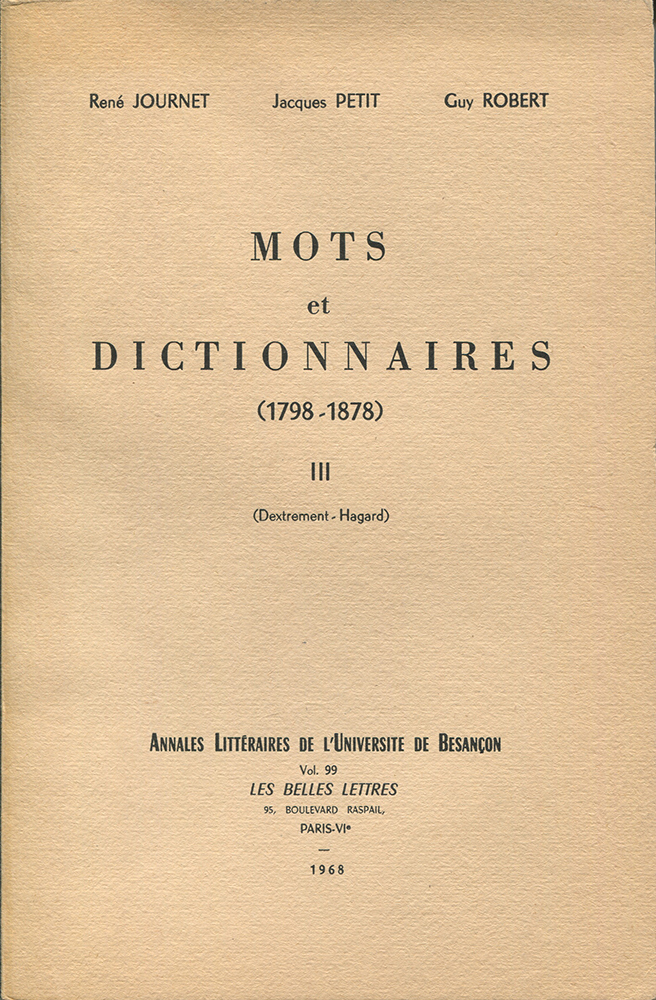 René JOURNET Jacques PETIT Guy ROBERT
MOTS
et
DICTIONNAIRES
(1798-1878)
III
(Dextrement - Hagard)
ANNALES LITTÉRAIRES DE L'UNIVERSITE DE BESANÇON
Vol. 99
LES BELLES LETTRES
95, BOULEVARD RASPAIL,
PARIS-VIe
—
1968